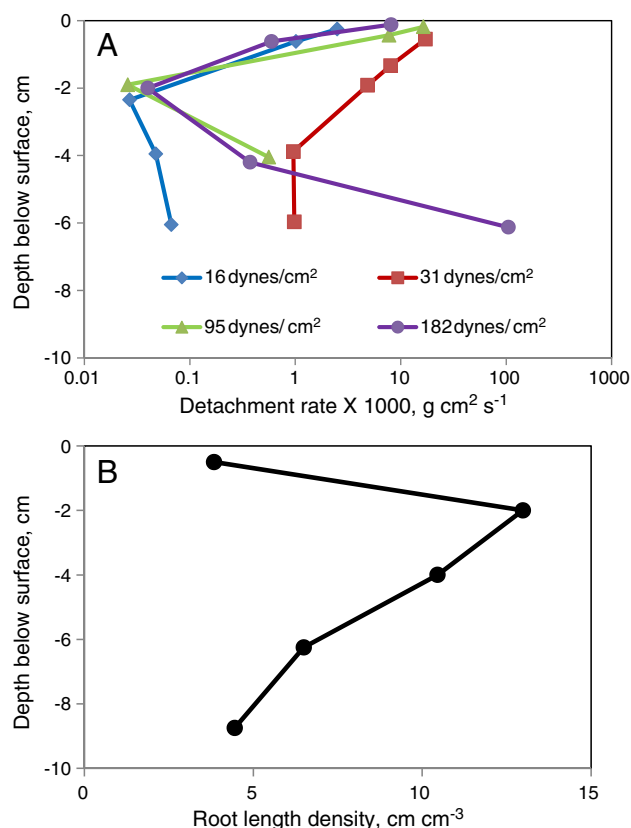 A
0
-2
-4
-6
-8
-10
Depth below surface, cm
16 dynes/cm²
31 dynes/cm²
95 dynes/ cm²
182dynes/ cm²
0.01 0.1 1 10 100 1000
Detachment rate X 1000, g cm² s⁻¹
B
0
-2
-4
-6
-8
-10
Depth below surface, cm
0 5 10 15
Root length density, cm cm⁻³